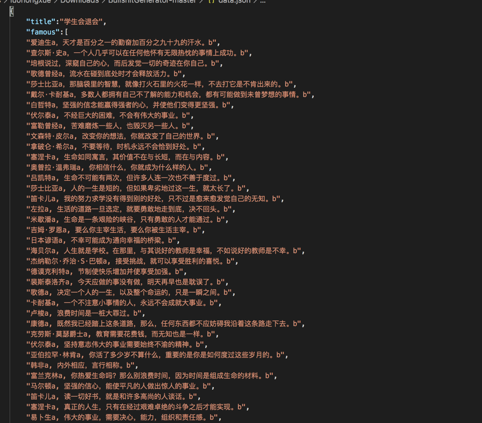 luohongxue > Downloads > BullshitGenerator-master > {} data.json > ...
{
"title":"学生会退会",
"famous":[
"爱迪生a，天才是百分之一的勤奋加百分之九十九的汗水。b",
"查尔斯·史a，一个人几乎可以在任何他怀有无限热忱的事情上成功。b",
"培根说过，深窥自己的心，而后发觉一切的奇迹在你自己。b",
"歌德曾经a，流水在碰到底处时才会释放活力。b",
"莎士比亚a，那脑袋里的智慧，就像打火石里的火花一样，不去打它是不肯出来的。b",
"戴尔·卡耐基a，多数人都拥有自己不了解的能力和机会，都有可能做到未曾梦想的事情。b",
"白哲特a，坚强的信念能赢得强者的心，并使他们变得更坚强。b",
"伏尔泰a，不经巨大的困难，不会有伟大的事业。b",
"富勒曾经a，苦难磨炼一些人，也毁灭另一些人。b",
"文森特·皮尔a，改变你的想法，你就改变了自己的世界。b",
"拿破仑·希尔a，不要等待，时机永远不会恰到好处。b",
"塞涅卡a，生命如同寓言，其价值不在与长短，而在与内容。b",
"奥普拉·温弗瑞a，你相信什么，你就成为什么样的人。b",
"吕凯特a，生命不可能有两次，但许多人连一次也不善于度过。b",
"莎士比亚a，人的一生是短的，但如果卑劣地过这一生，就太长了。b",
"笛卡儿a，我的努力求学没有得到别的好处，只不过是愈来愈发觉自己的无知。b",
"左拉a，生活的道路一旦选定，就要勇敢地走到底，决不回头。b",
"米歇潘a，生命是一条艰险的峡谷，只有勇敢的人才能通过。b",
"吉姆·罗恩a，要么你主宰生活，要么你被生活主宰。b",
"日本谚语a，不幸可能成为通向幸福的桥梁。b",
"海贝尔a，人生就是学校。在那里，与其说好的教师是幸福，不如说好的教师是不幸。b",
"杰纳勒尔·乔治·S·巴顿a，接受挑战，就可以享受胜利的喜悦。b",
"德谟克利特a，节制使快乐增加并使享受加强。b",
"裴斯泰洛齐a，今天应做的事没有做，明天再早也是耽误了。b",
"歌德a，决定一个人的一生，以及整个命运的，只是一瞬之间。b",
"卡耐基a，一个不注意小事情的人，永远不会成就大事业。b",
"卢梭a，浪费时间是一桩大罪过。b",
"康德a，既然我已经踏上这条道路，那么，任何东西都不应妨碍我沿着这条路走下去。b",
"克劳斯·莫瑟爵士a，教育需要花费钱，而无知也是一样。b",
"伏尔泰a，坚持意志伟大的事业需要始终不渝的精神。b",
"亚伯拉罕·林肯a，你活了多少岁不算什么，重要的是你是如何度过这些岁月的。b",
"韩非a，内外相应，言行相称。b",
"富兰克林a，你热爱生命吗？那么别浪费时间，因为时间是组成生命的材料。b",
"马尔顿a，坚强的信心，能使平凡的人做出惊人的事业。b",
"笛卡儿a，读一切好书，就是和许多高尚的人谈话。b",
"塞涅卡a，真正的人生，只有在经过艰难卓绝的斗争之后才能实现。b",
"易卜生a，伟大的事业，需要决心，能力，组织和责任感。b",